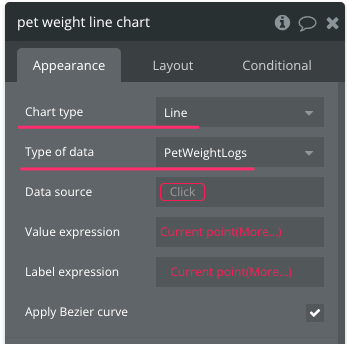 pet weight line chart
Appearance Layout Conditional
Chart type Line
Type of data PetWeightLogs
Data source Click
Value expression Current point(More...)
Label expression Current point(More...)
Apply Bezier curve